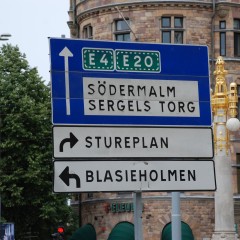 E4 E20
SÖDERMALM
SERGELS TORG
STUREPLAN
BLASIEHOLMEN